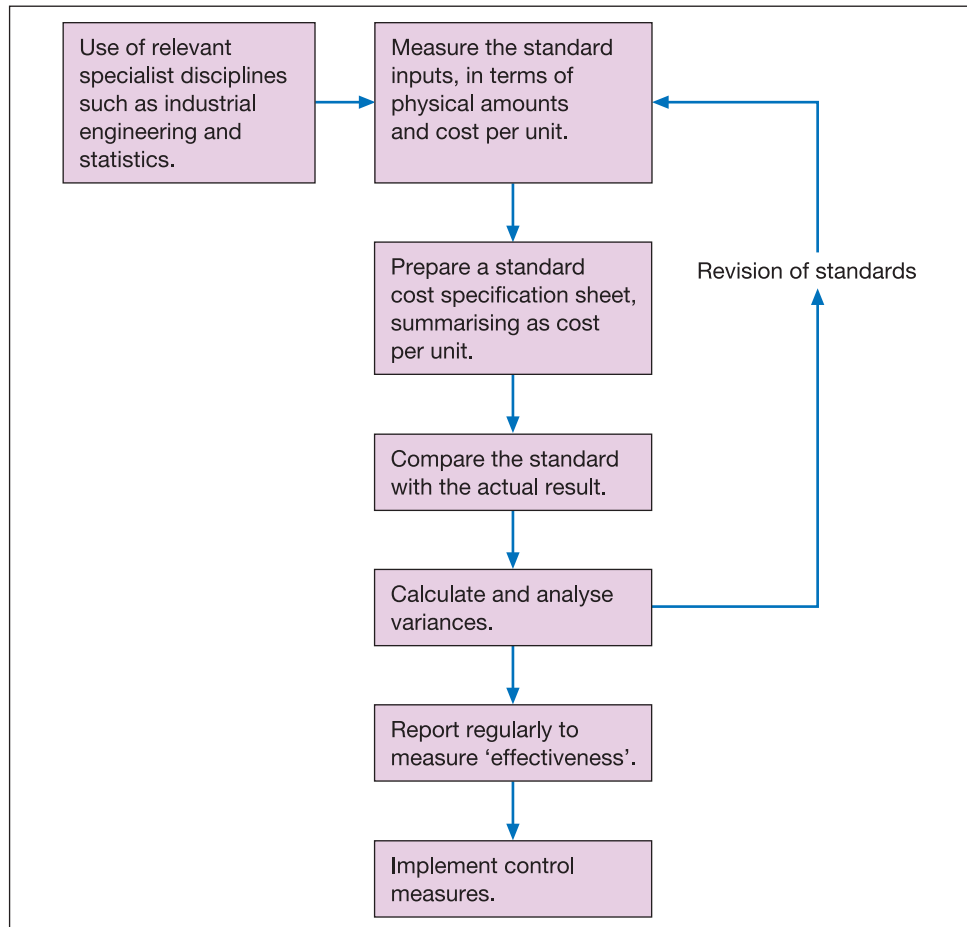 Use of relevant
specialist disciplines
such as industrial
engineering and
statistics.
Measure the standard
inputs, in terms of
physical amounts
and cost per unit.
Prepare a standard
cost specification sheet,
summarising as cost
per unit.
Revision of standards
Compare the standard
with the actual result.
Calculate and analyse
variances.
Report regularly to
measure ‘effectiveness’.
Implement control
measures.